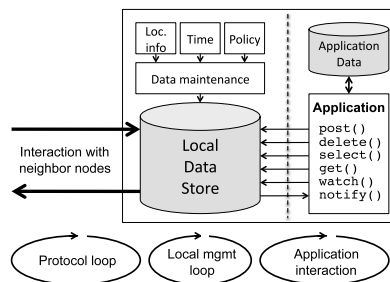 Loc.
info
Time
Policy
Application
Data
Data maintenance
Application
post()
delete()
select()
get()
watch()
notify()
Local
Data
Store
Interaction with
neighbor nodes
Protocol loop
Local mgmt
loop
Application
interaction